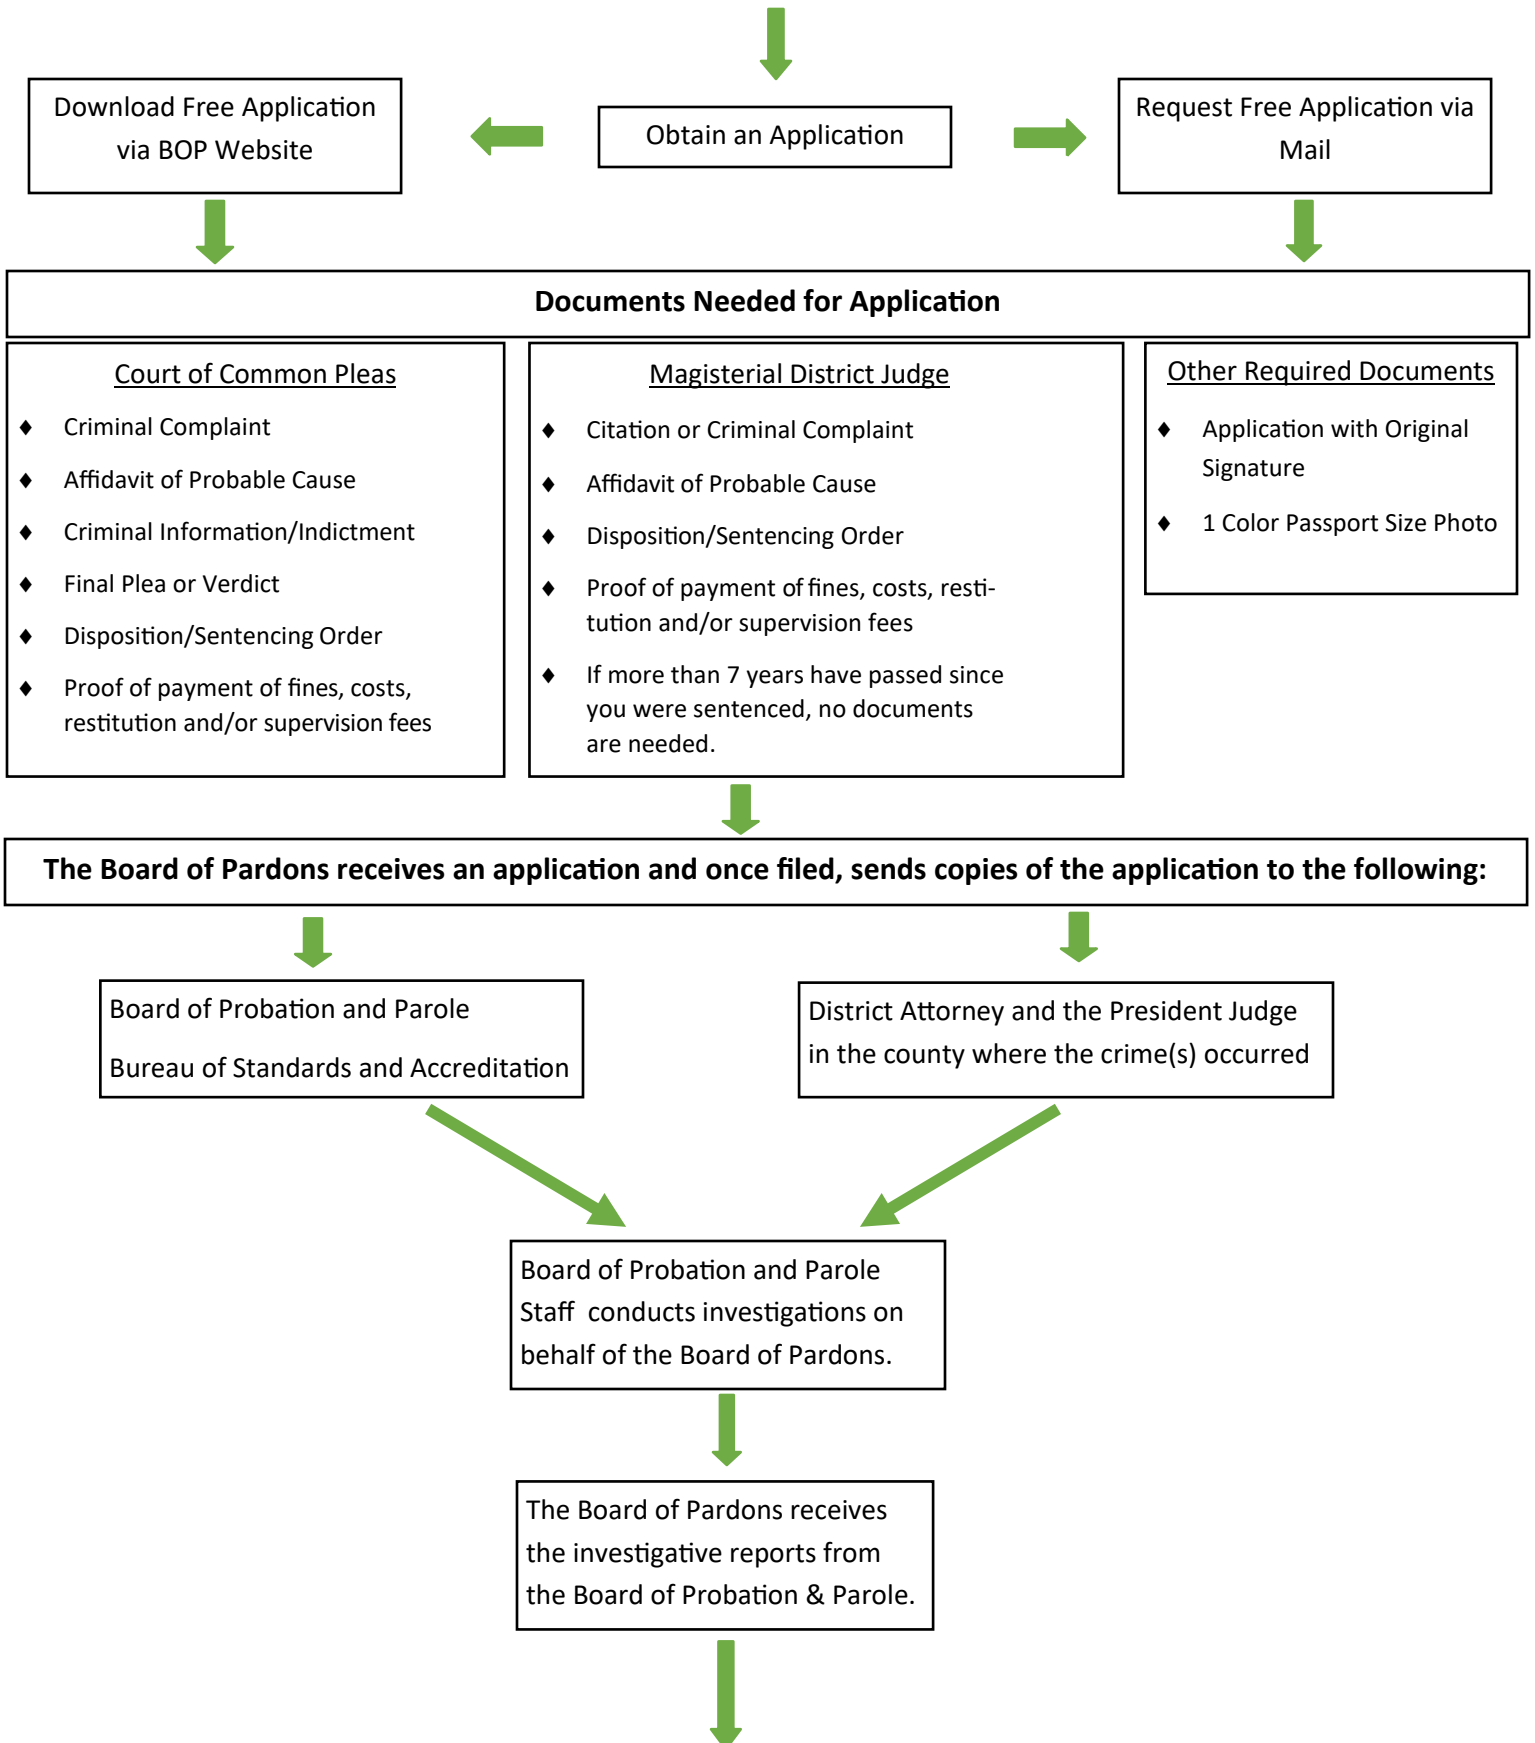 Download Free Application
via BOP Website
Obtain an Application
Request Free Application via
Mail
Documents Needed for Application
Court of Common Pleas
♦ Criminal Complaint
♦ Affidavit of Probable Cause
♦ Criminal Information/Indictment
♦ Final Plea or Verdict
♦ Disposition/Sentencing Order
♦ Proof of payment of fines, costs,
restitution and/or supervision fees
Magisterial District Judge
♦ Citation or Criminal Complaint
♦ Affidavit of Probable Cause
♦ Disposition/Sentencing Order
♦ Proof of payment of fines, costs, resti-
tution and/or supervision fees
♦ If more than 7 years have passed since
you were sentenced, no documents
are needed.
Other Required Documents
♦ Application with Original
Signature
♦ 1 Color Passport Size Photo
The Board of Pardons receives an application and once filed, sends copies of the application to the following:
Board of Probation and Parole
Bureau of Standards and Accreditation
District Attorney and the President Judge
in the county where the crime(s) occurred
Board of Probation and Parole
Staff conducts investigations on
behalf of the Board of Pardons.
The Board of Pardons receives
the investigative reports from
the Board of Probation & Parole.